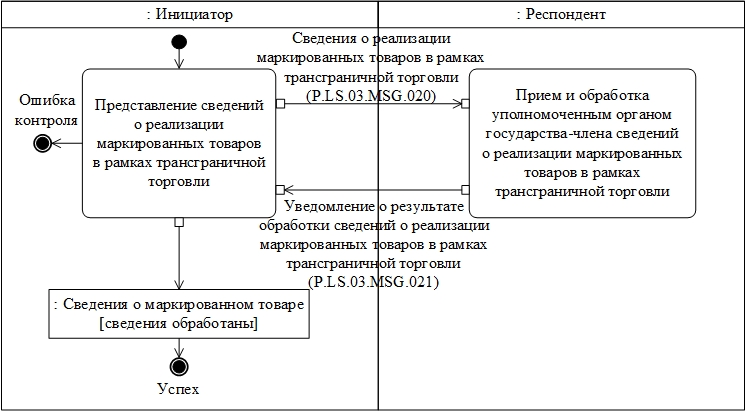 : Инициатор
: Респондент
Сведения о реализации
маркированных товаров в рамках
трансграничной торговли
(P.LS.03.MSG.020)
Ошибка
контроля
Представление сведений
о реализации
маркированных товаров
в рамках трансграничной
торговли
Прием и обработка
уполномоченным органом
государства-члена сведений
о реализации маркированных
товаров в рамках
трансграничной торговли
Уведомление о результате
обработки сведений о реализации
маркированных товаров в рамках
трансграничной торговли
(P.LS.03.MSG.021)
: Сведения о маркированном товаре
[сведения обработаны]
Успех